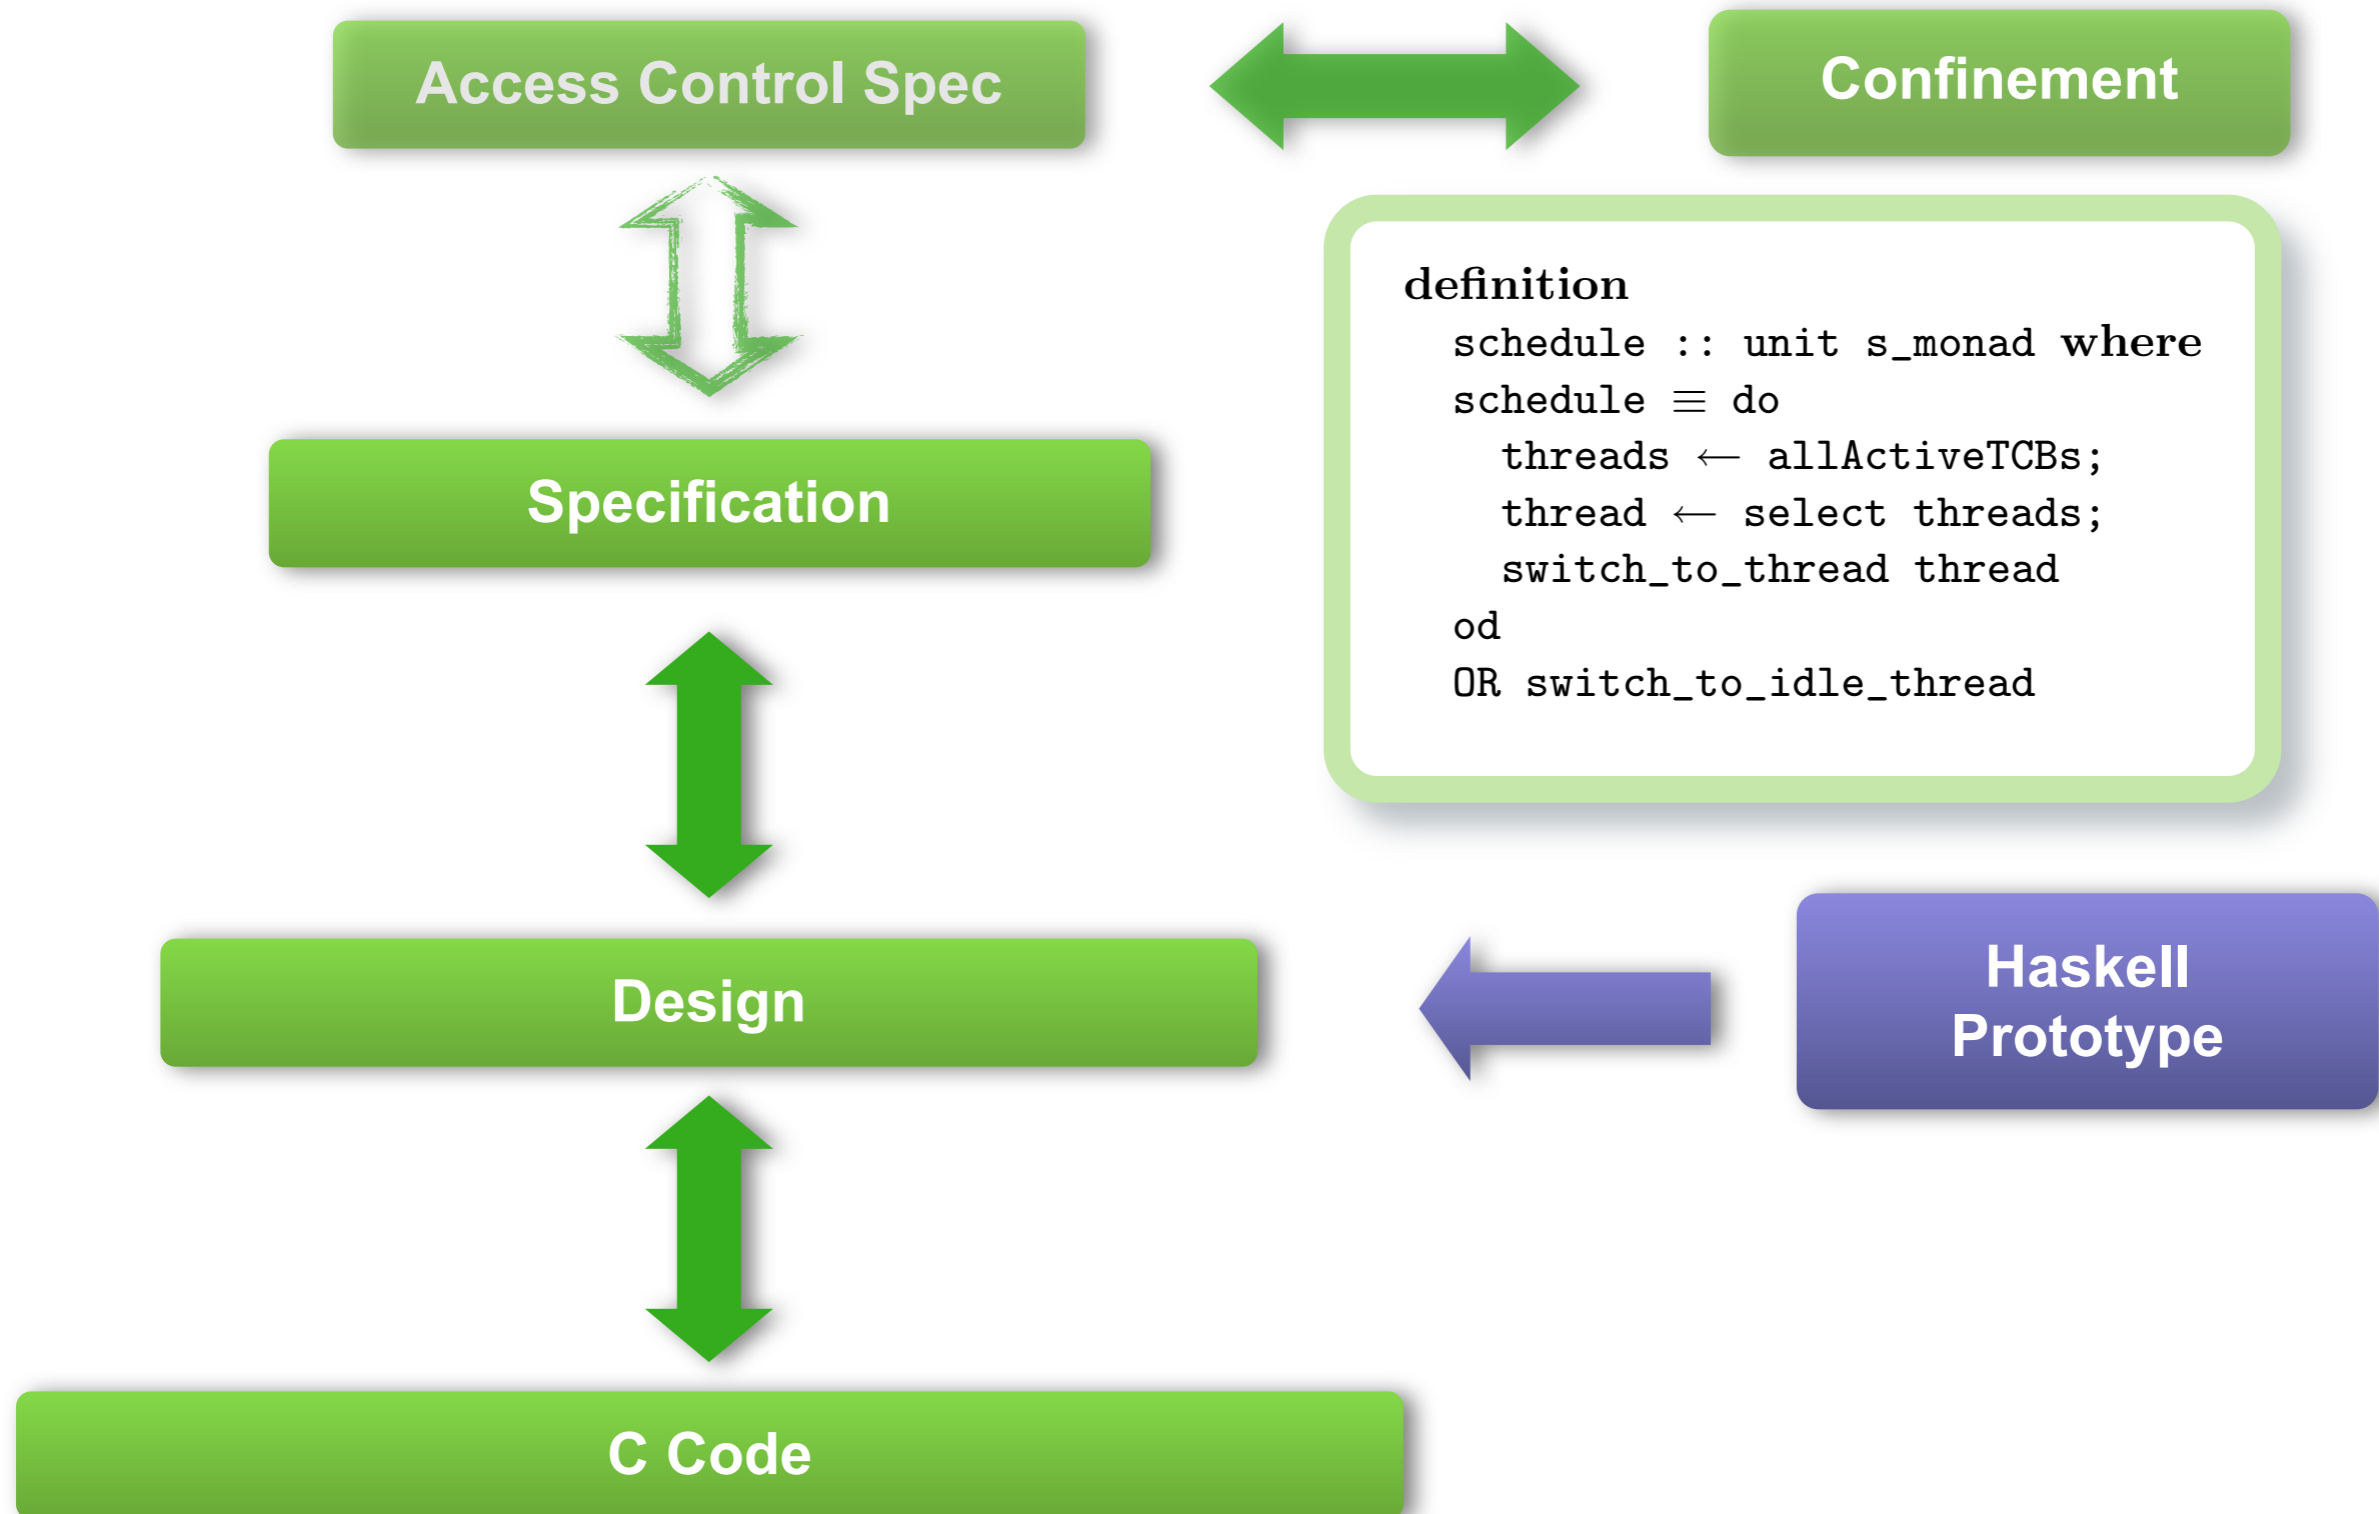 Access Control Spec
Confinement
definition
schedule :: unit s_monad where
schedule ≡ do
threads ← allActiveTCBs;
thread ← select threads;
switch_to_thread thread
od
OR switch_to_idle_thread
Specification
Design
Haskell
Prototype
C Code